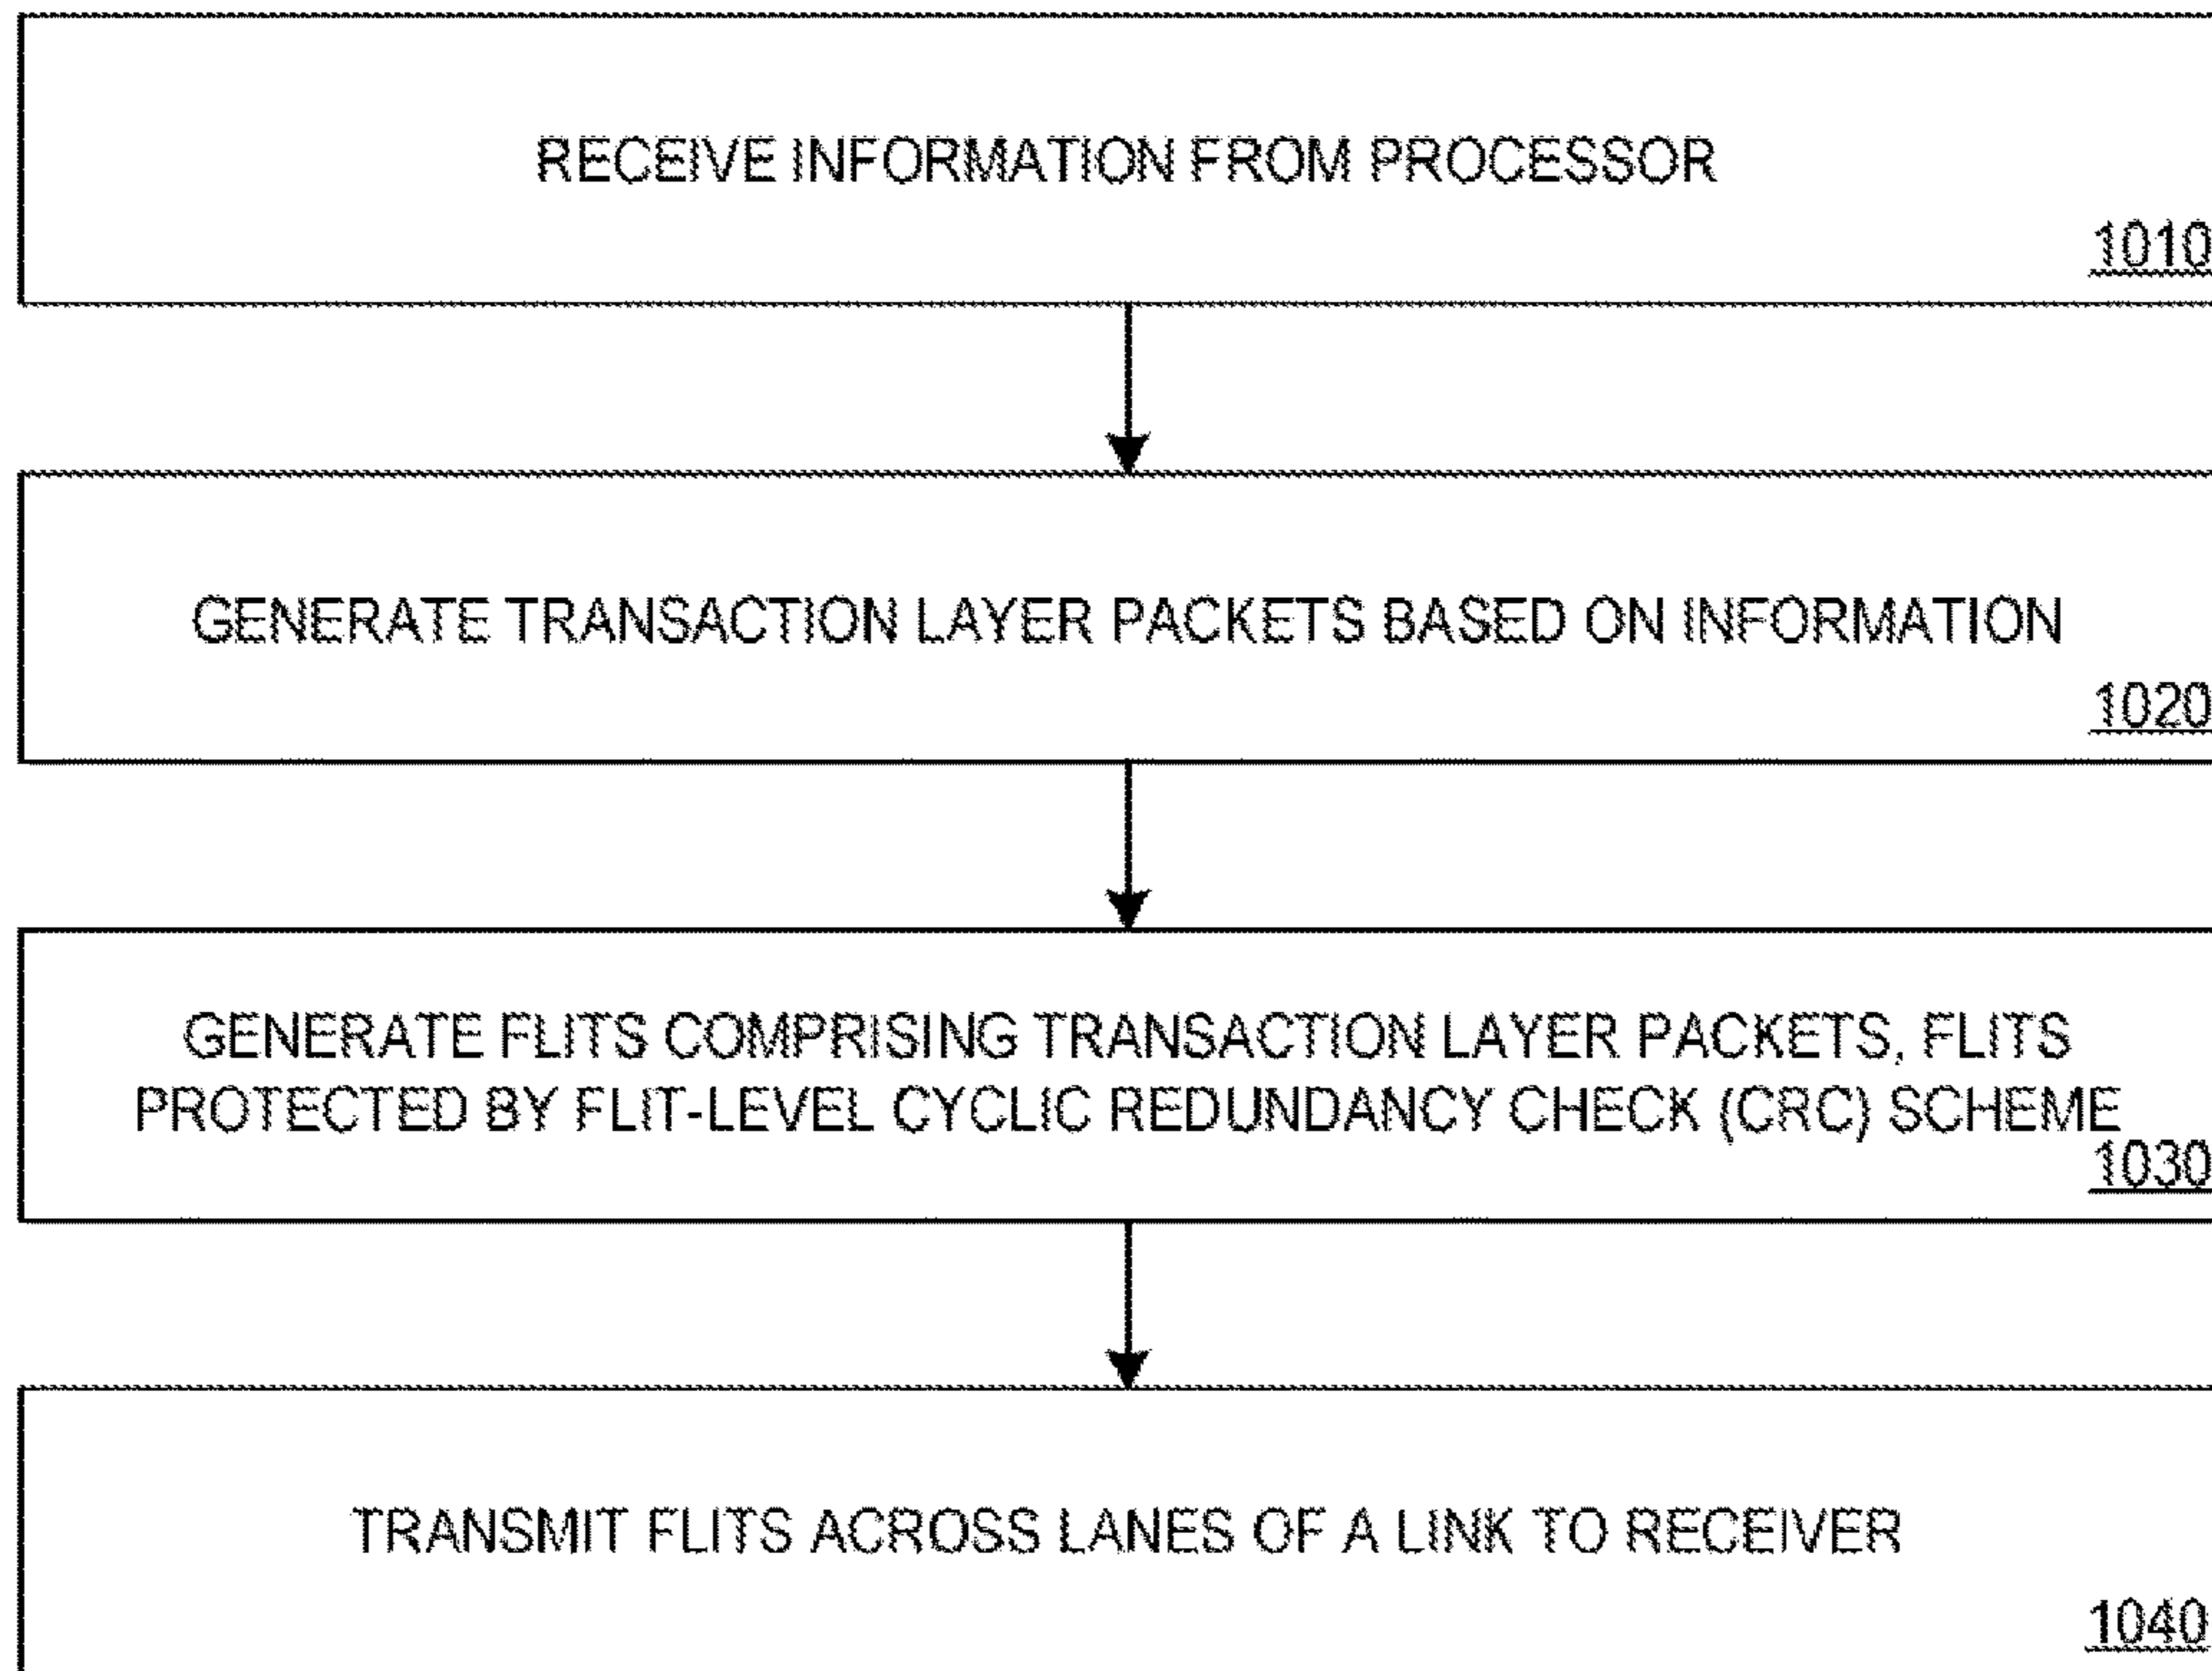 RECEIVE INFORMATION FROM PROCESSOR
1010
GENERATE TRANSACTION LAYER PACKETS BASED ON INFORMATION
1020
GENERATE FLITS COMPRISING TRANSACTION LAYER PACKETS, FLITS
PROTECTED BY FLIT-LEVEL CYCLIC REDUNDANCY CHECK (CRC) SCHEME
1030
TRANSMIT FLITS ACROSS LANES OF A LINK TO RECEIVER
1040